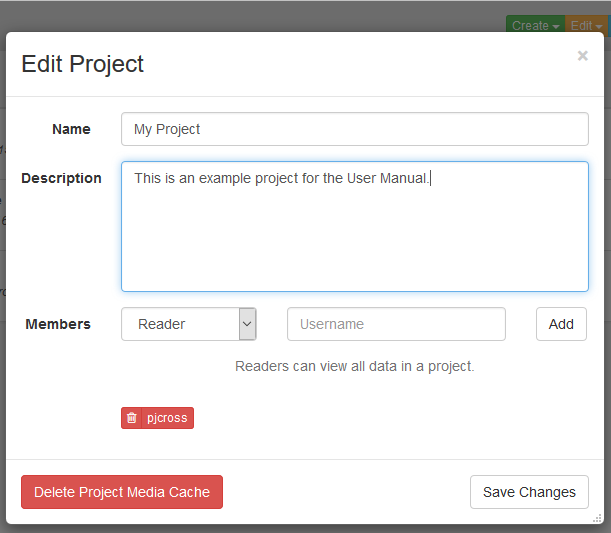 Create Edit
Edit Project ×
Name My Project
Description This is an example project for the User Manual.
Members Reader Username Add
Readers can view all data in a project.
pjcross
Delete Project Media Cache Save Changes